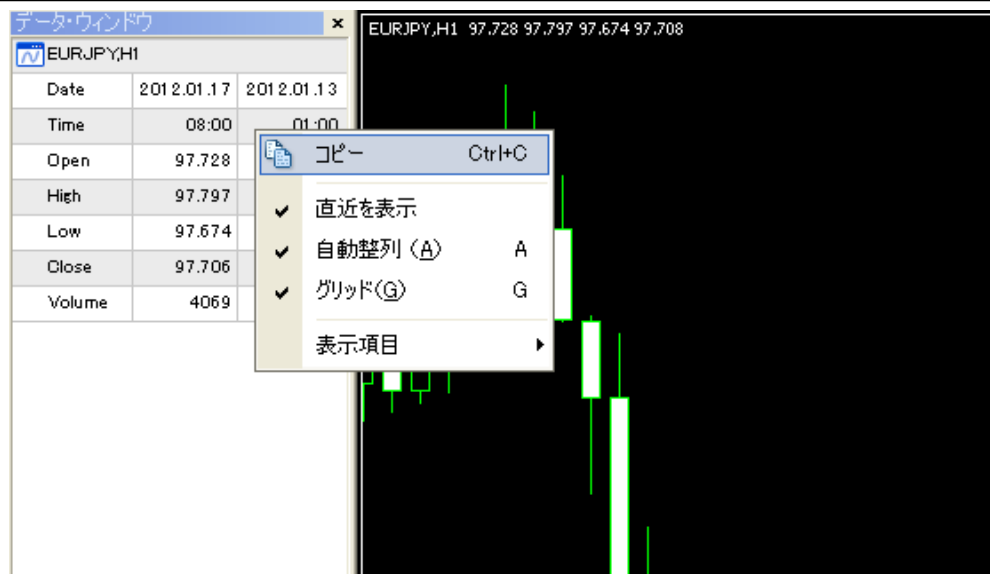 データ・ウィンドウ
EURJPY,H1 97.728 97.797 97.674 97.708
EURJPY,H1
Date 2012.01.17 2012.01.13
Time 08:00 01:00
Open 97.728
High 97.797
Low 97.674
Close 97.706
Volume 4069
コピー Ctrl+C
直近を表示
自動整列 (A) A
グリッド(G) G
表示項目